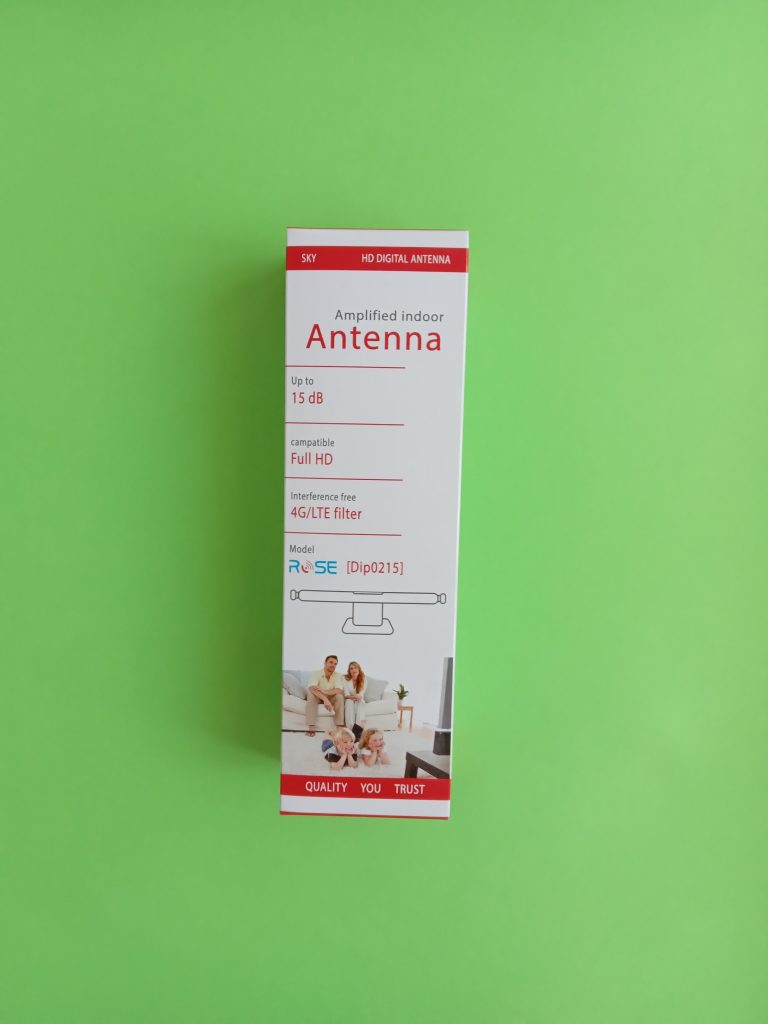 SKY HD DIGITAL ANTENNA
Amplified indoor
Antenna
Up to
15 dB
campatible
Full HD
Interference free
4G/LTE filter
Model
ROSE [Dip0215]
QUALITY YOU TRUST